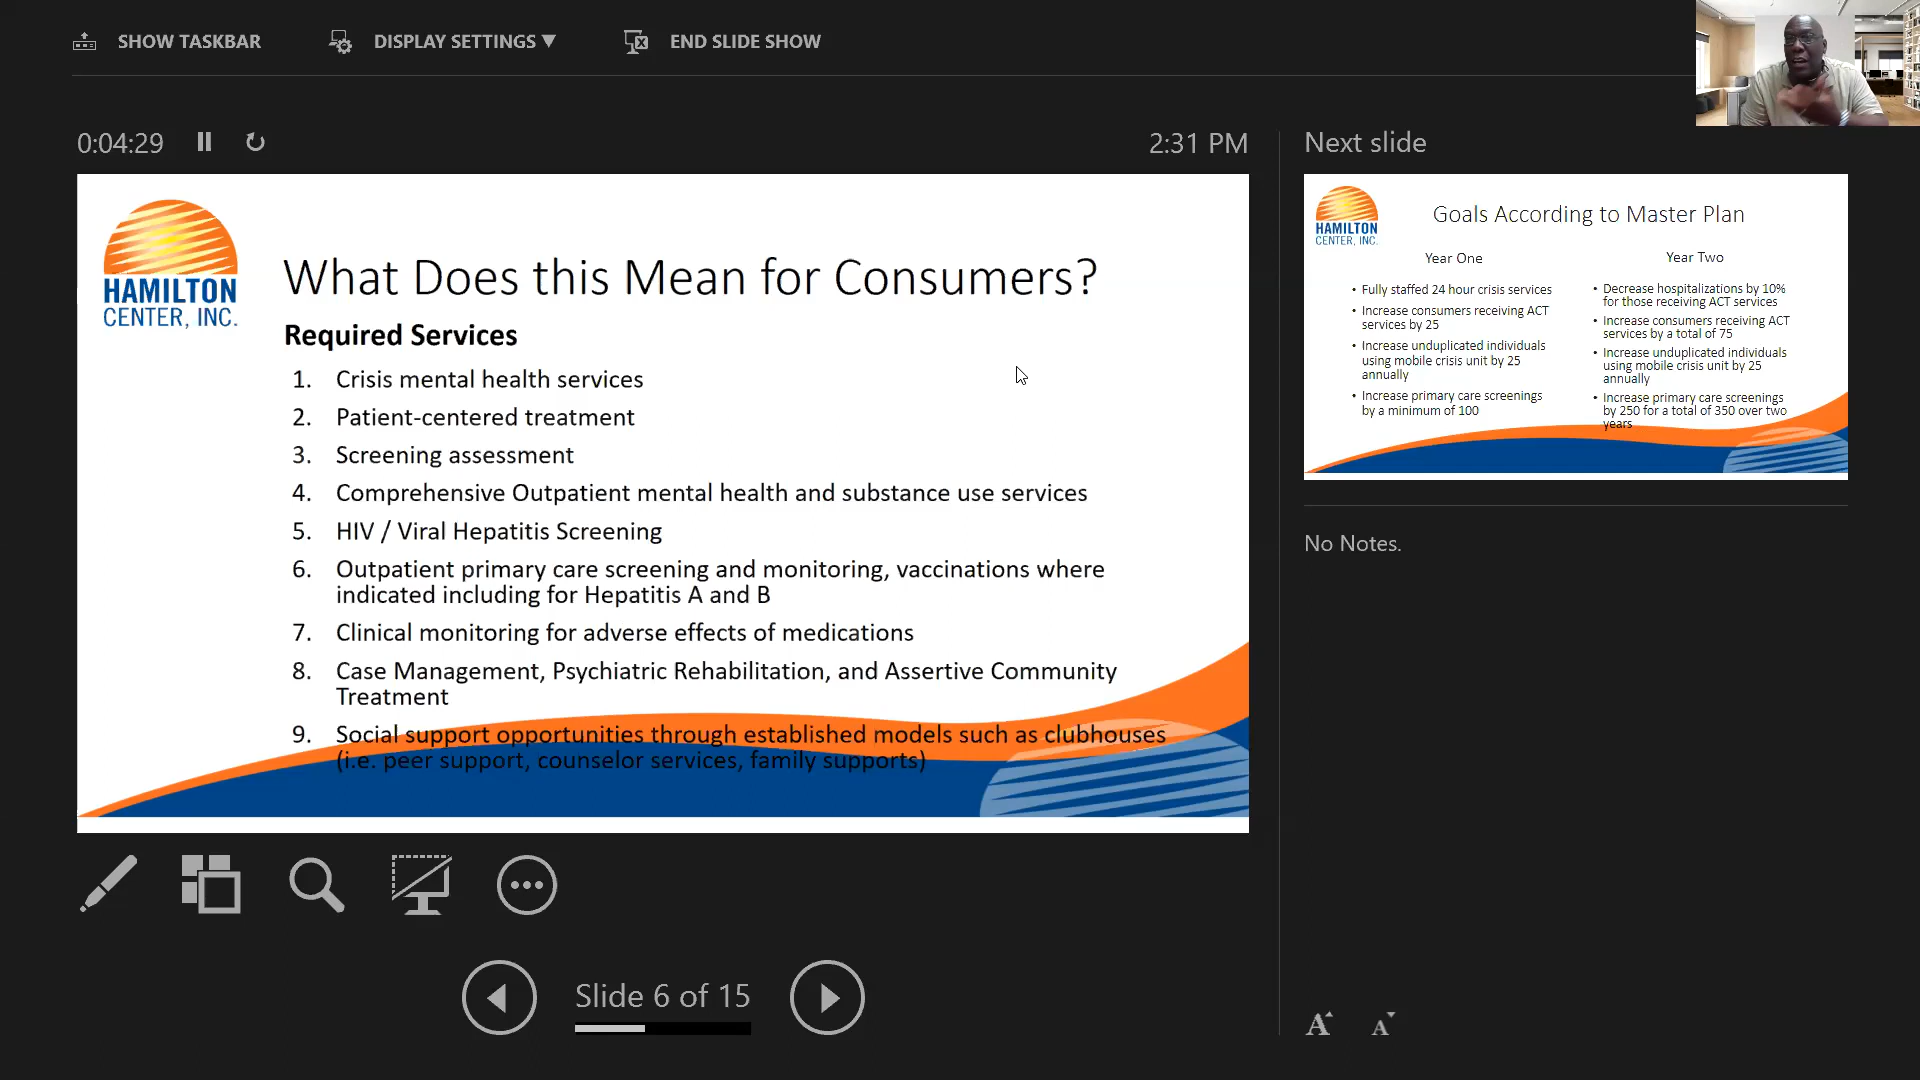 SHOW TASKBAR
DISPLAY SETTINGS ▼
END SLIDE SHOW
0:04:29
2:31 PM
HAMILTON
CENTER, INC.
What Does this Mean for Consumers?
Required Services
1. Crisis mental health services
2. Patient-centered treatment
3. Screening assessment
4. Comprehensive Outpatient mental health and substance use services
5. HIV / Viral Hepatitis Screening
6. Outpatient primary care screening and monitoring, vaccinations where
indicated including for Hepatitis A and B
7. Clinical monitoring for adverse effects of medications
8. Case Management, Psychiatric Rehabilitation, and Assertive Community
Treatment
9. Social support opportunities through established models such as clubhouses
(i.e. peer support, counselor services, family supports)
Slide 6 of 15
Next slide
HAMILTON
CENTER, INC.
Goals According to Master Plan
Year One
• Fully staffed 24 hour crisis services
• Increase consumers receiving ACT
services by 25
• Increase unduplicated individuals
using mobile crisis unit by 25
annually
• Increase primary care screenings
by a minimum of 100
Year Two
• Decrease hospitalizations by 10%
for those receiving ACT services
• Increase consumers receiving ACT
services by a total of 75
• Increase unduplicated individuals
using mobile crisis unit by 25
annually
• Increase primary care screenings
by 250 for a total of 350 over two
years
No Notes.
A A